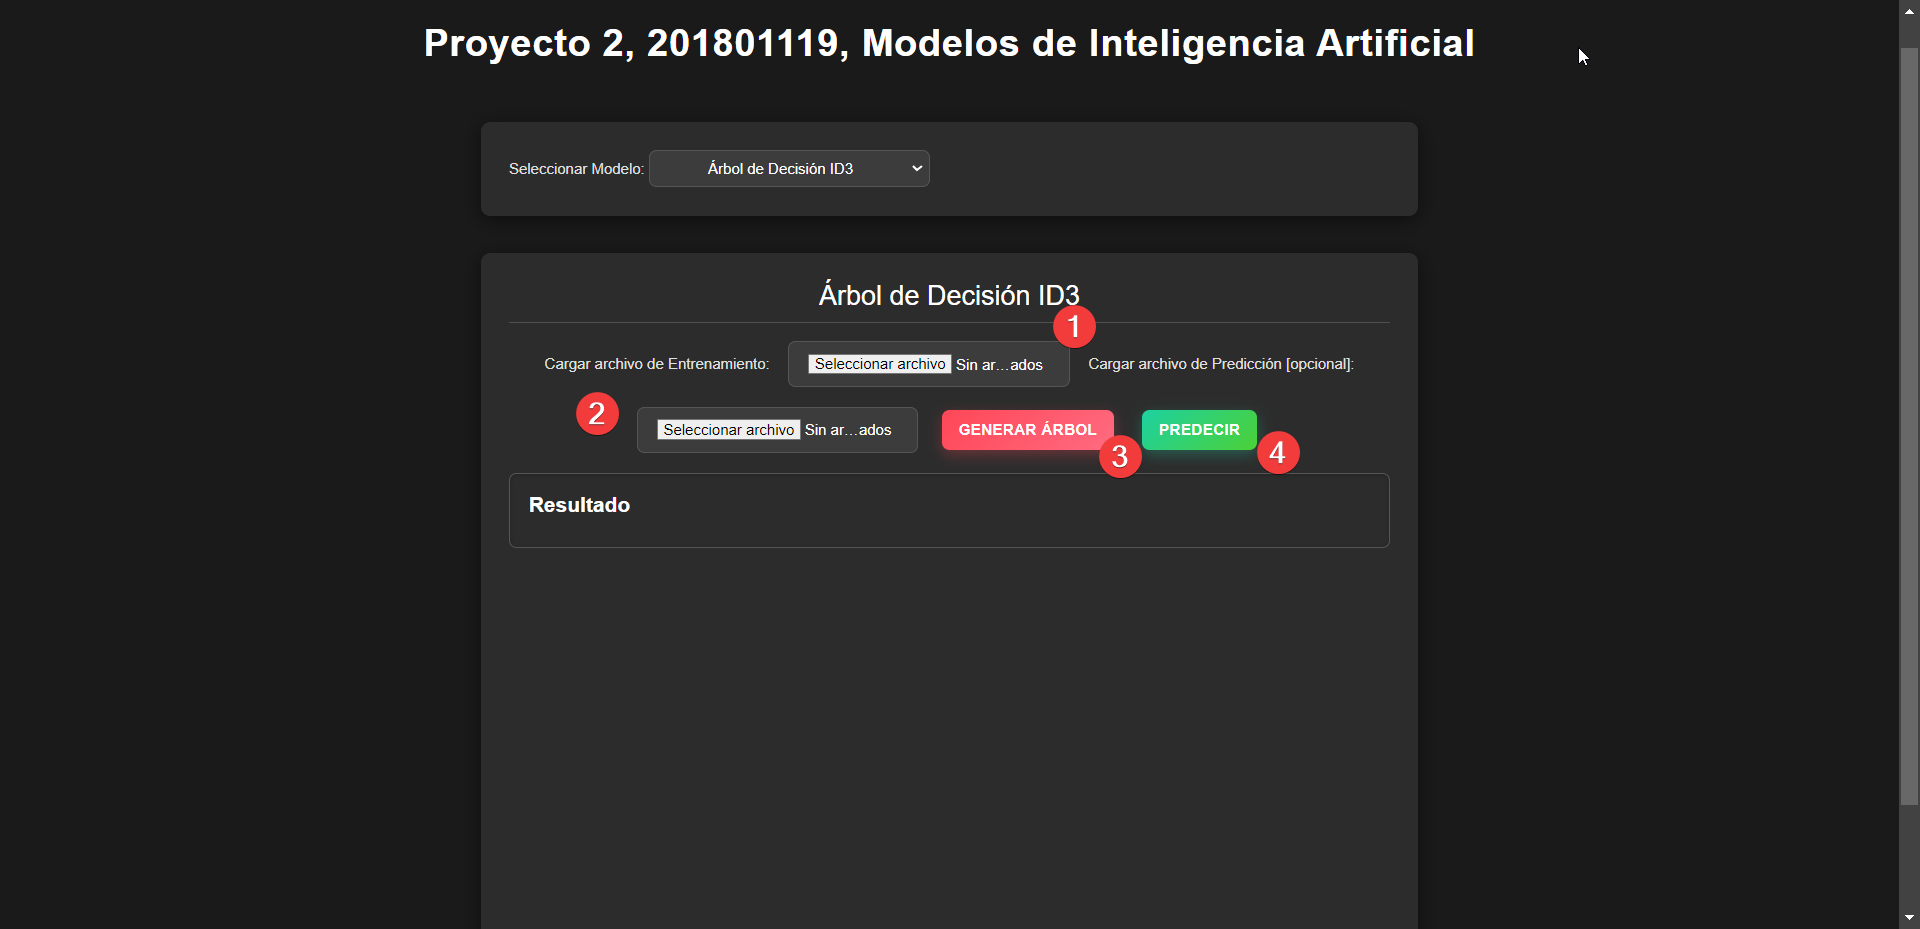 Proyecto 2, 201801119, Modelos de Inteligencia Artificial
Seleccionar Modelo: Árbol de Decisión ID3
Árbol de Decisión ID3
1
Cargar archivo de Entrenamiento: Seleccionar archivo Sin ar...ados Cargar archivo de Predicción [opcional]:
2 Seleccionar archivo Sin ar...ados GENERAR ÁRBOL PREDECIR
3 4
Resultado